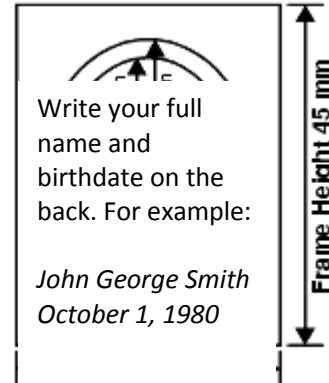 Write your full
name and
birthdate on the
back. For example:
John George Smith
October 1, 1980
Frame Height 45 mm